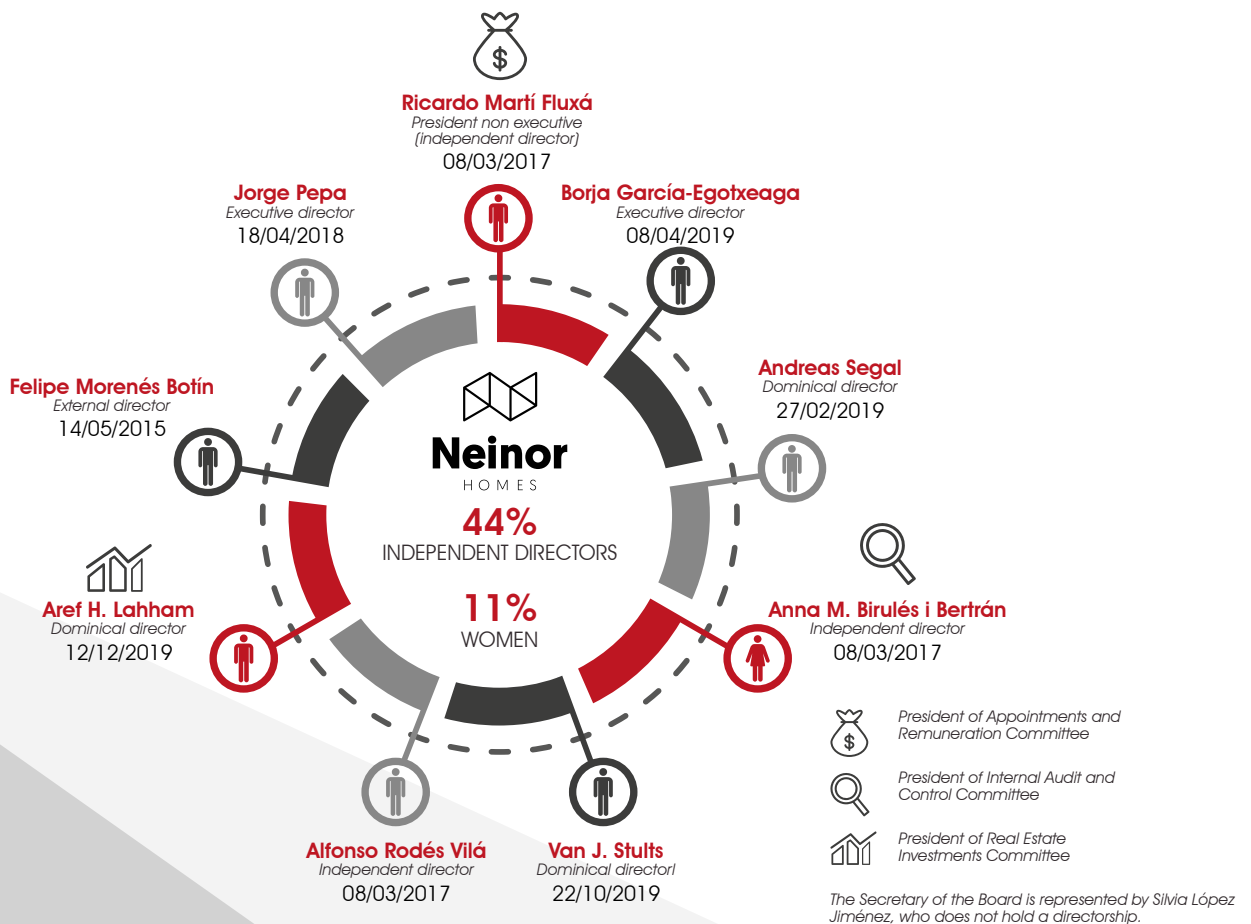 $
Ricardo Martí Fluxá
President non executive
(independent director)
08/03/2017
Jorge Pepa
Executive director
18/04/2018
Borja García-Egotxeaga
Executive director
08/04/2019
Felipe Morenés Botín
External director
14/05/2015
Andreas Segal
Dominical director
27/02/2019
Neinor
HOMES
44%
INDEPENDENT DIRECTORS
11%
WOMEN
Aref H. Lahham
Dominical director
12/12/2019
Anna M. Birulés i Bertrán
Independent director
08/03/2017
Alfonso Rodés Vilá
Independent director
08/03/2017
Van J. Stults
Dominical directorl
22/10/2019
$
President of Appointments and
Remuneration Committee
President of Internal Audit and
Control Committee
President of Real Estate
Investments Committee
The Secretary of the Board is represented by Silvia López
Jiménez, who does not hold a directorship.